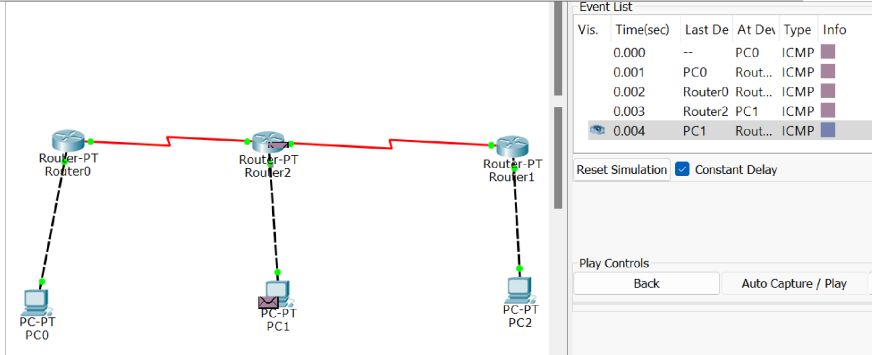 Event List
Vis. Time(sec) Last De At Dev Type Info
0.000 -- PC0 ICMP
0.001 PC0 Rout... ICMP
0.002 Router0 Rout... ICMP
0.003 Router2 PC1 ICMP
0.004 PC1 Rout... ICMP
Reset Simulation Constant Delay
Play Controls
Back Auto Capture / Play
Router-PT
Router0
Router-PT
Router2
Router-PT
Router1
PC-PT
PC0
PC-PT
PC1
PC-PT
PC2